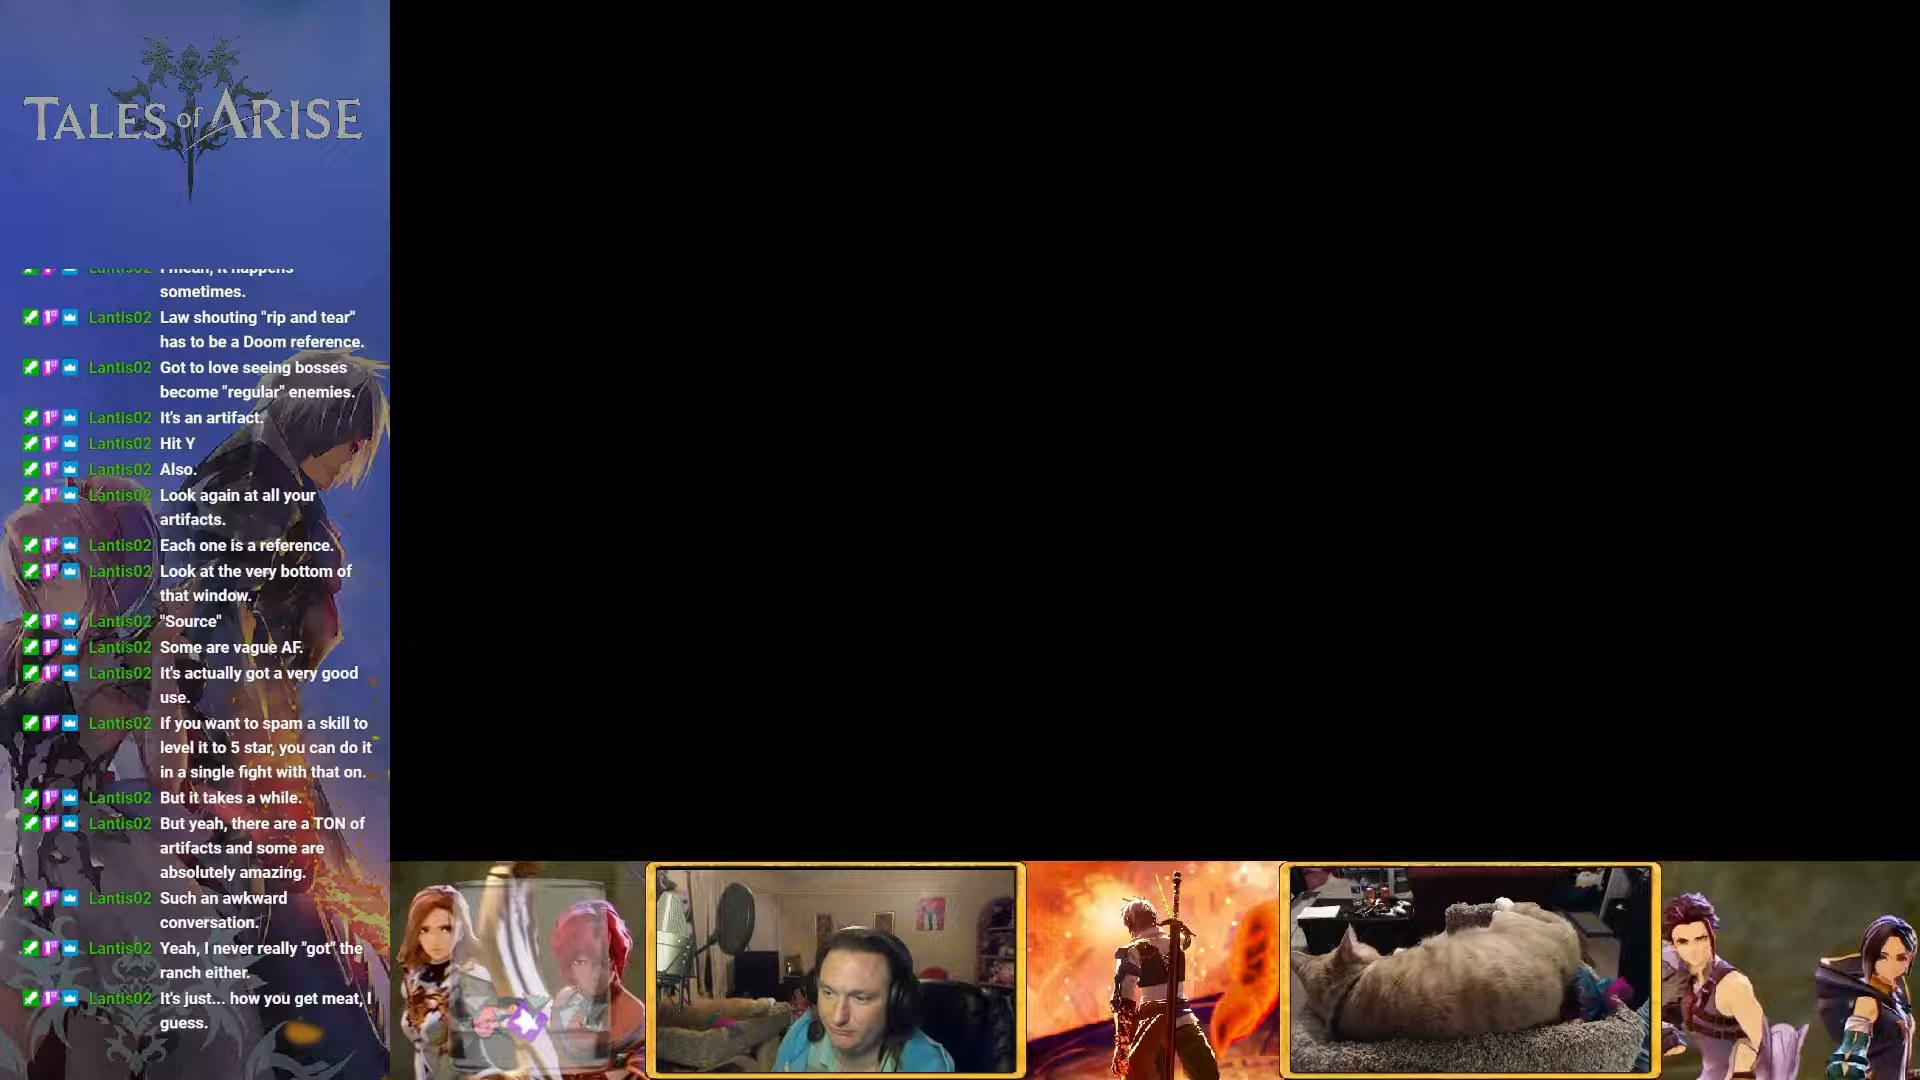 TALES of ARISE
Lantis02 I mean, it happens
sometimes.
Lantis02 Law shouting "rip and tear"
has to be a Doom reference.
Lantis02 Got to love seeing bosses
become "regular" enemies.
Lantis02 It's an artifact.
Lantis02 Hit Y
Lantis02 Also.
Lantis02 Look again at all your
artifacts.
Lantis02 Each one is a reference.
Lantis02 Look at the very bottom of
that window.
Lantis02 "Source"
Lantis02 Some are vague AF.
Lantis02 It's actually got a very good
use.
Lantis02 If you want to spam a skill to
level it to 5 star, you can do it
in a single fight with that on.
Lantis02 But it takes a while.
Lantis02 But yeah, there are a TON of
artifacts and some are
absolutely amazing.
Lantis02 Such an awkward
conversation.
Lantis02 Yeah, I never really "got" the
ranch either.
Lantis02 It's just... how you get meat, I
guess.